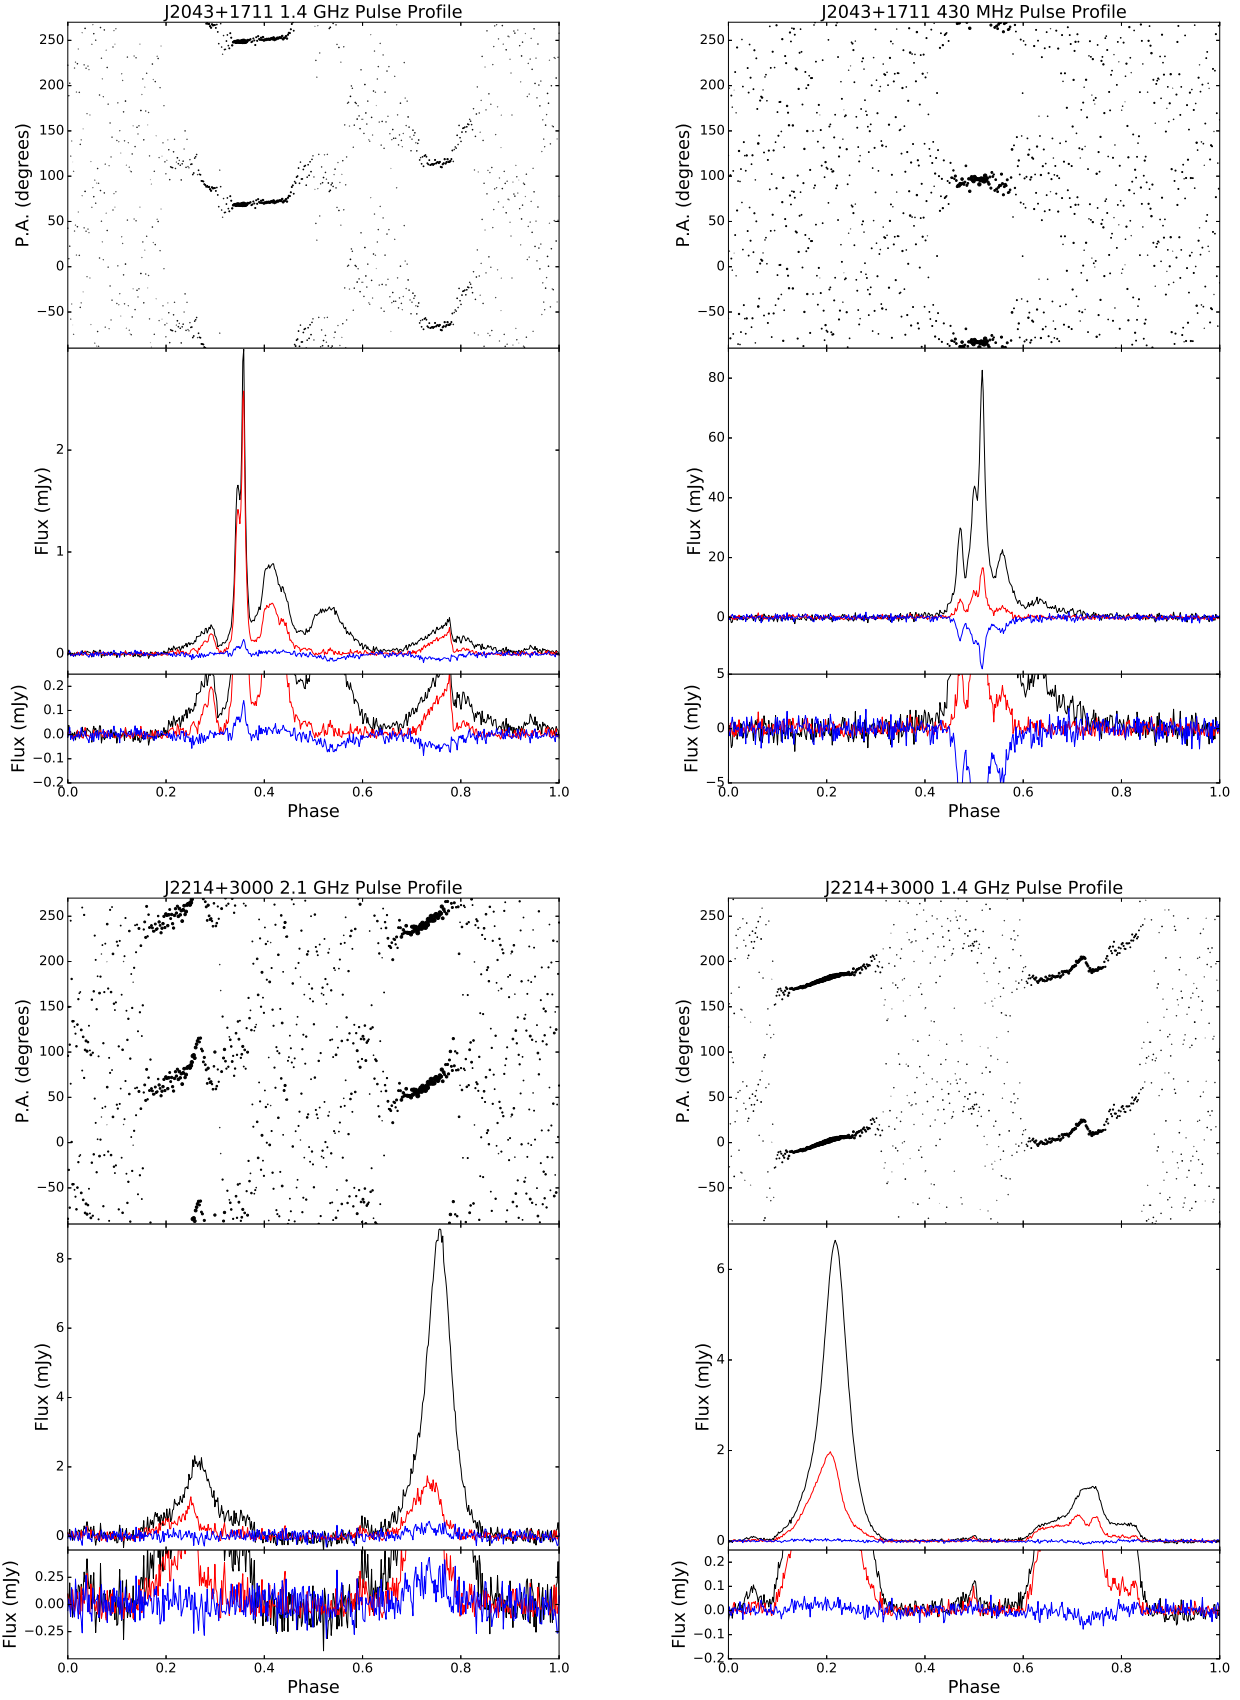 J2043+1711 1.4 GHz Pulse Profile
250
200
150
100
50
0
−50
P.A. (degrees)
2
1
0
Flux (mJy)
0.2
0.1
0.0
−0.1
−0.2
Flux (mJy)
0.0 0.2 0.4 0.6 0.8 1.0
Phase
J2043+1711 430 MHz Pulse Profile
250
200
150
100
50
0
−50
P.A. (degrees)
80
60
40
20
0
Flux (mJy)
5
0
−5
Flux (mJy)
0.0 0.2 0.4 0.6 0.8 1.0
Phase
J2214+3000 2.1 GHz Pulse Profile
250
200
150
100
50
0
−50
P.A. (degrees)
8
6
4
2
0
Flux (mJy)
0.25
0.00
−0.25
Flux (mJy)
0.0 0.2 0.4 0.6 0.8 1.0
Phase
J2214+3000 1.4 GHz Pulse Profile
250
200
150
100
50
0
−50
P.A. (degrees)
6
4
2
0
Flux (mJy)
0.2
0.1
0.0
−0.1
−0.2
Flux (mJy)
0.0 0.2 0.4 0.6 0.8 1.0
Phase